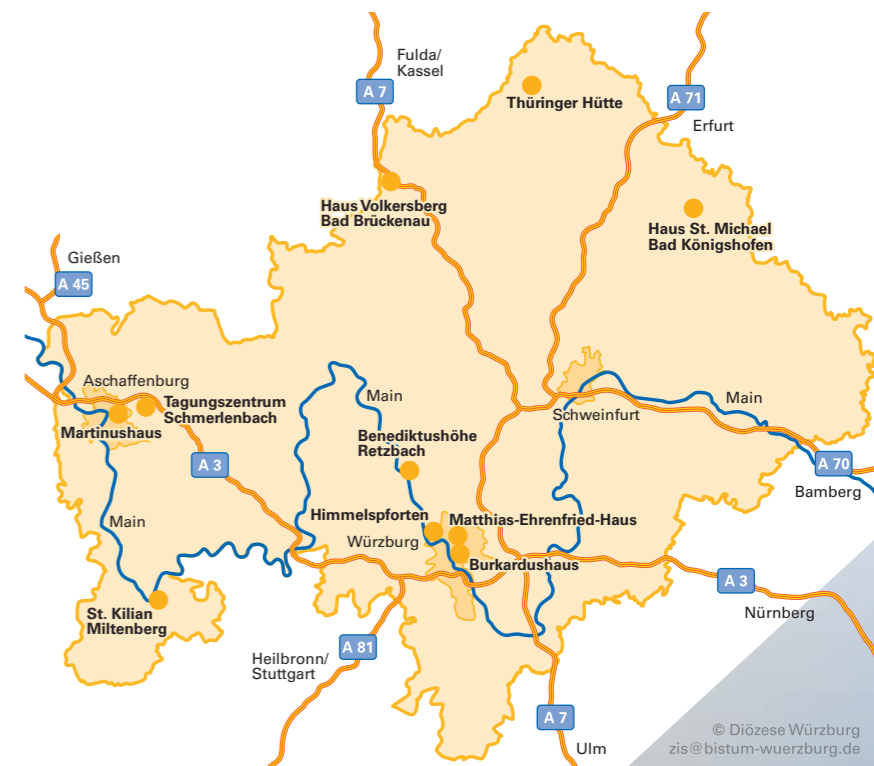 Fulda/
Kassel
A 7
Thüringer Hütte
A 71
Erfurt
Haus Volkersberg
Bad Brückenau
Haus St. Michael
Bad Königshofen
Gießen
A 45
Aschaffenburg
Tagungszentrum
Schmerlenbach
Martinushaus
Main
Main
Schweinfurt
Benediktushöhe
Retzbach
A 3
A 70
Bamberg
Main
Himmelspforten
Matthias-Ehrenfried-Haus
Würzburg
Burkardushaus
A 3
Nürnberg
St. Kilian
Miltenberg
A 81
Heilbronn/
Stuttgart
A 7
Ulm
© Diözese Würzburg
zis@bistum-wuerzburg.de